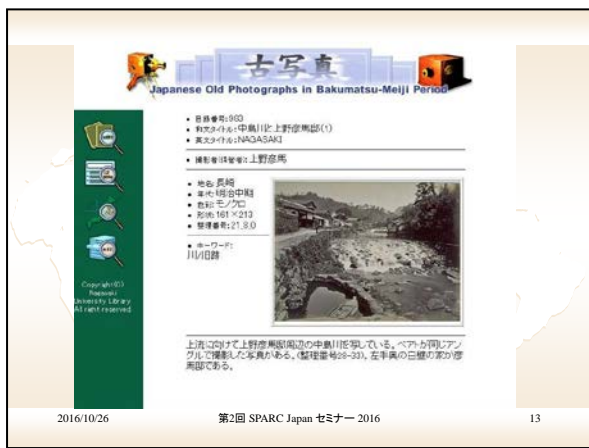 古写真
Japanese Old Photographs in Bakumatsu-Meiji Period
• 目録番号:960
• 和文タイトル:中島川と上野彦馬邸(1)
• 英文タイトル:NAGASAKI
• 撮影者(錦絵者):上野彦馬
• 地名:長崎
• 年代:明治中期
• 色彩:モノクロ
• 形状:161×213
• 整理番号:21.8.0
• キーワード:
川/旧跡
Copyright(C)
Nagasaki
University Library
All right reserved.
上流に向けて上野彦馬邸周辺の中島川を写している。ベアトが同じアン
グルで撮影した写真がある。(整理番号28-33)。左手奥の白壁の家が彦
馬邸である。
2016/10/26
第2回 SPARC Japan セミナー 2016
13